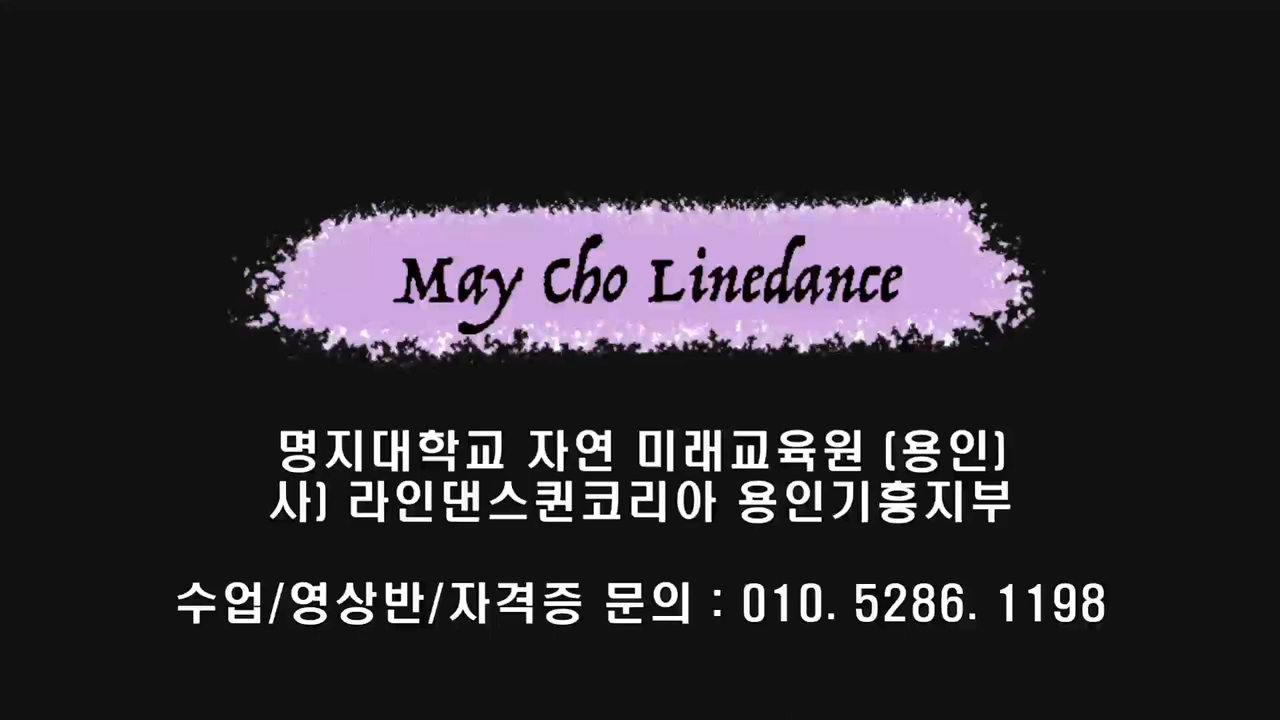 May Cho Linedance
명지대학교 자연 미래교육원 (용인)
사) 라인댄스퀸코리아 용인기흥지부
수업/영상반/자격증 문의 : 010. 5286. 1198